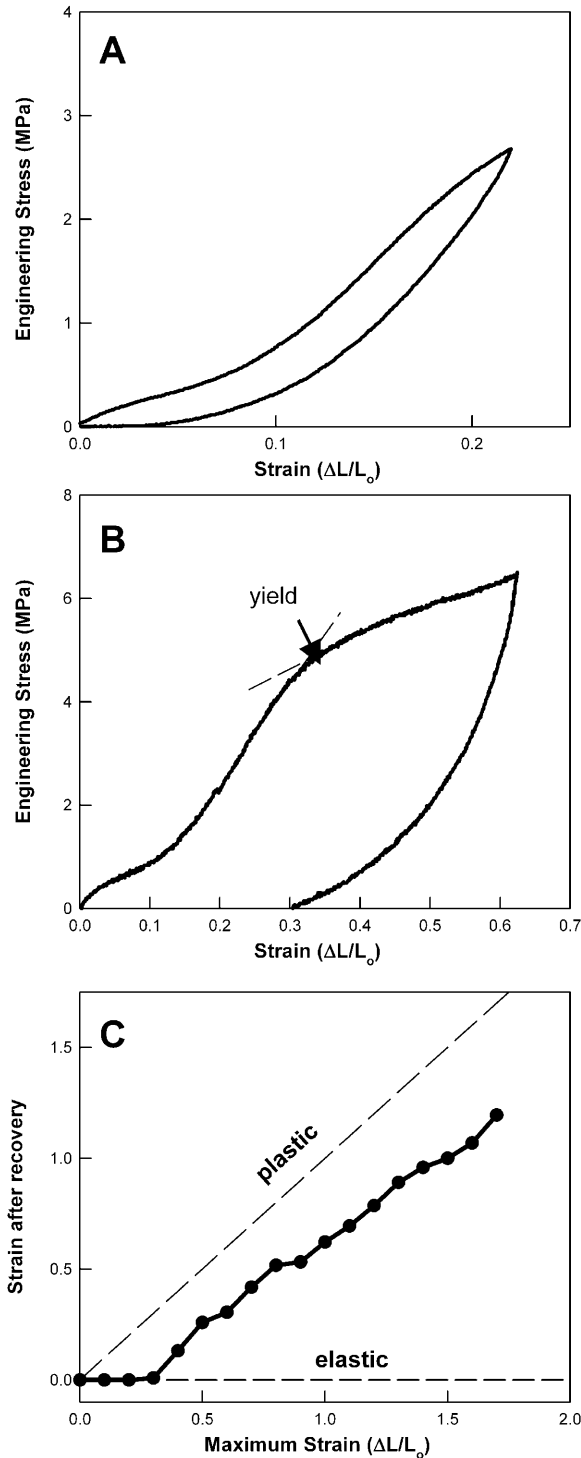 A
4
3
2
1
0
Engineering Stress (MPa)
0.0
0.1
0.2
Strain (ΔL/Lo)
B
8
6
4
2
0
yield
Engineering Stress (MPa)
0.0
0.1
0.2
0.3
0.4
0.5
0.6
0.7
Strain (ΔL/Lo)
C
1.5
1.0
0.5
0.0
Strain after recovery
plastic
elastic
0.0
0.5
1.0
1.5
2.0
Maximum Strain (ΔL/Lo)